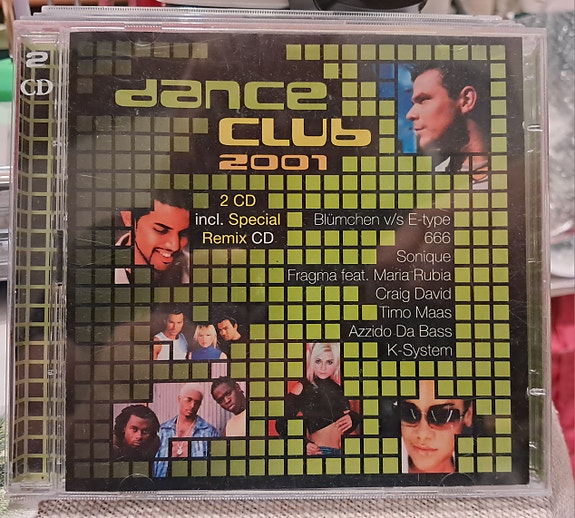 2
CD
dance
CLUb
2001
2 CD
incl. Special
Remix CD
Blümchen v/s E-type
666
Sonique
Fragma feat. Maria Rubia
Craig David
Timo Maas
Azzido Da Bass
K-System